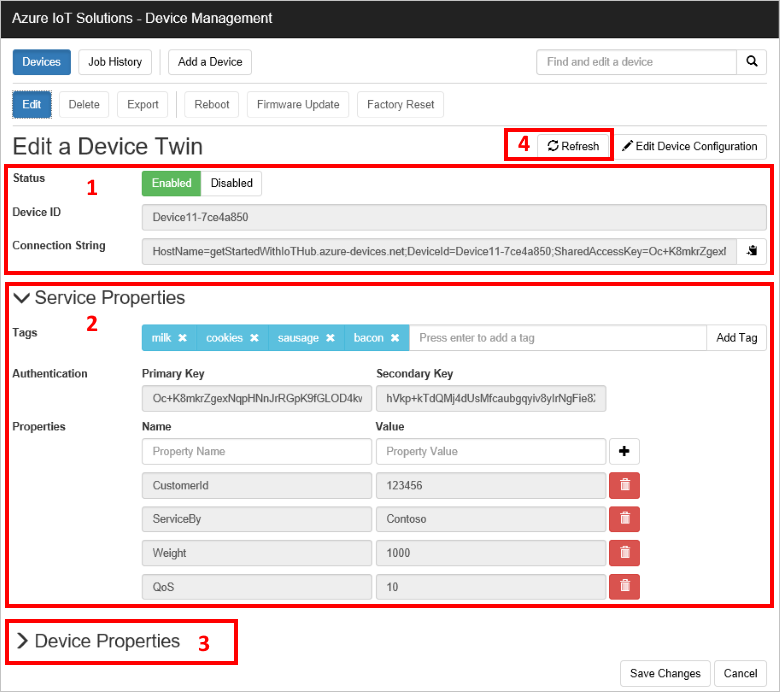 Azure IoT Solutions - Device Management
Devices Job History Add a Device Find and edit a device
Edit Delete Export Reboot Firmware Update Factory Reset
Edit a Device Twin 4 Refresh Edit Device Configuration
Status 1 Enabled Disabled
Device ID Device11-7ce4a850
Connection String HostName=getStartedWithIoTHub.azure-devices.net;DeviceId=Device11-7ce4a850;SharedAccessKey=Oc+K8mkrZgexN
Service Properties
2
Tags milk cookies sausage bacon Press enter to add a tag Add Tag
Authentication Primary Key Secondary Key
Oc+K8mkrZgexNqpHNnJrRGpK9fGLOD4kw hVkp+kTdQMj4dUsMfcaubgqyiv8ylrNgFie8
Properties Name Value
Property Name Property Value
CustomerId 123456
ServiceBy Contoso
Weight 1000
QoS 10
Device Properties 3
Save Changes Cancel